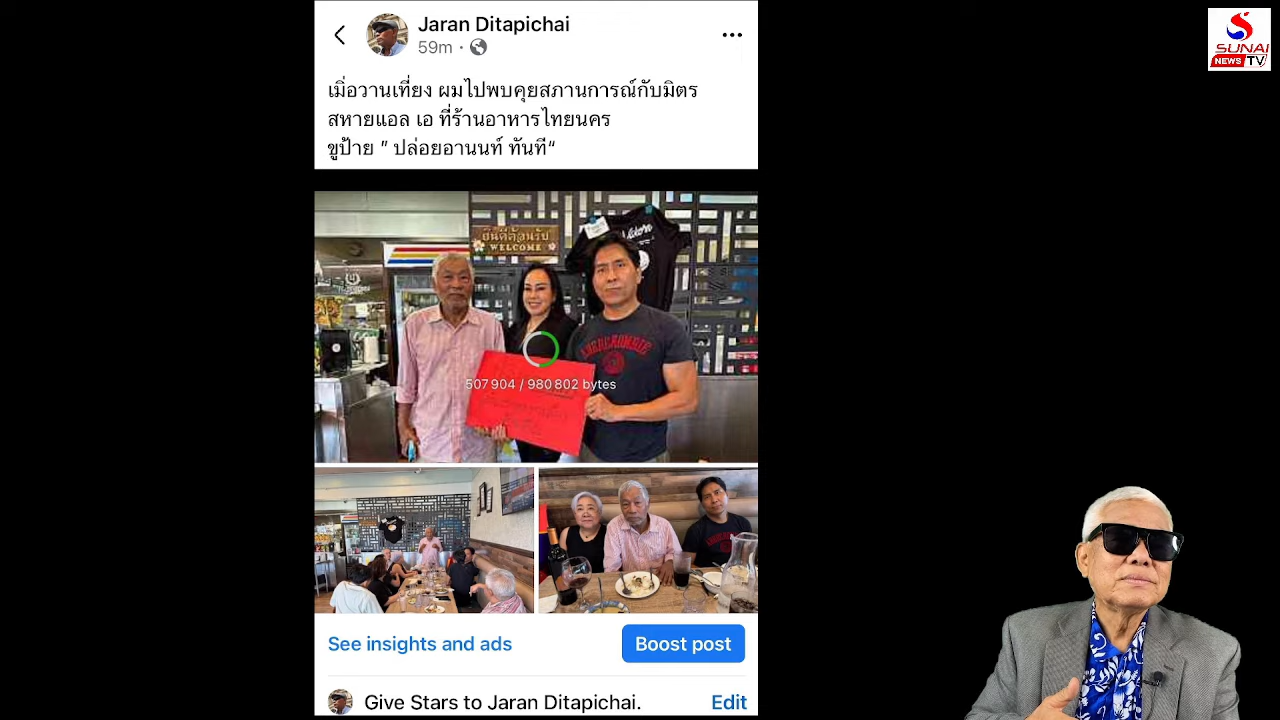 Jaran Ditapichai
59m
SUNAI
NEWS TV
เมิ่อวานเที่ยง ผมไปพบคุยสภานการณ์กับมิตร
สหายแอล เอ ที่ร้านอาหารไทยนคร
ขูป้าย " ปล่อยอานนท์ ทันที"
ยินดีต้อนรับ
WELCOME
ABERCROMBIE
507 904 / 980 802 bytes
See insights and ads
Boost post
Give Stars to Jaran Ditapichai.
Edit